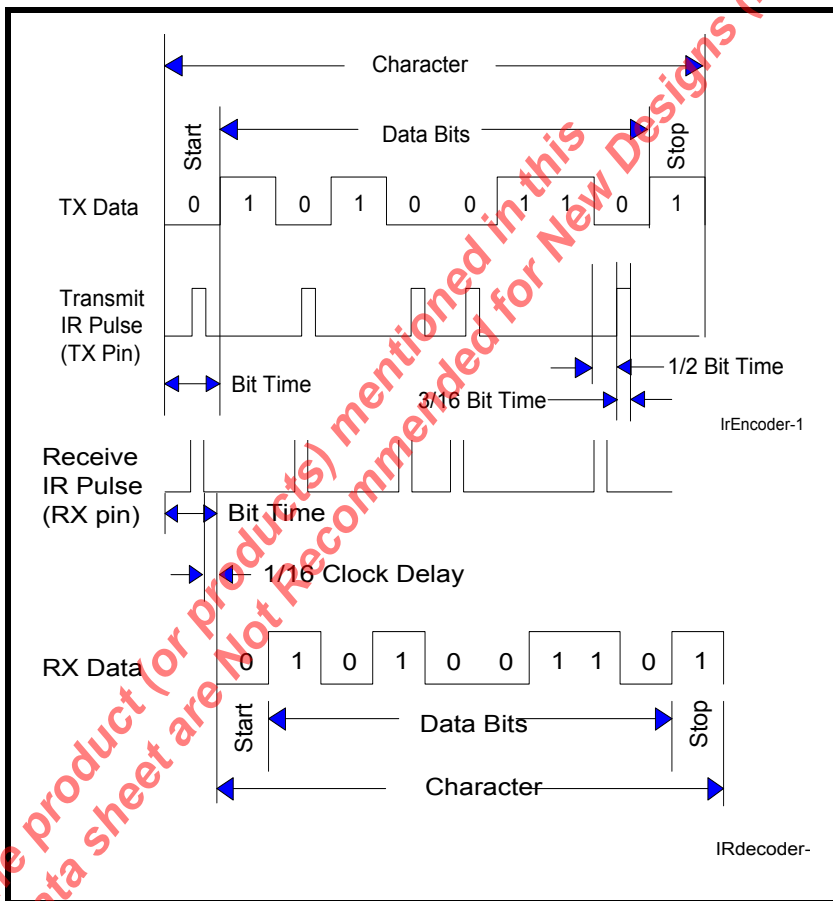 Character
Start
Data Bits
Stop
TX Data
0 1 0 1 0 0 1 1 0 1
Transmit
IR Pulse
(TX Pin)
Bit Time
1/2 Bit Time
3/16 Bit Time
IrEncoder-1
Receive
IR Pulse
(RX pin)
Bit Time
1/16 Clock Delay
RX Data
0 1 0 1 0 0 1 1 0 1
Start
Data Bits
Stop
Character
IRdecoder-
product (or products) mentioned in this
sheet are Not Recommended for New Designs (